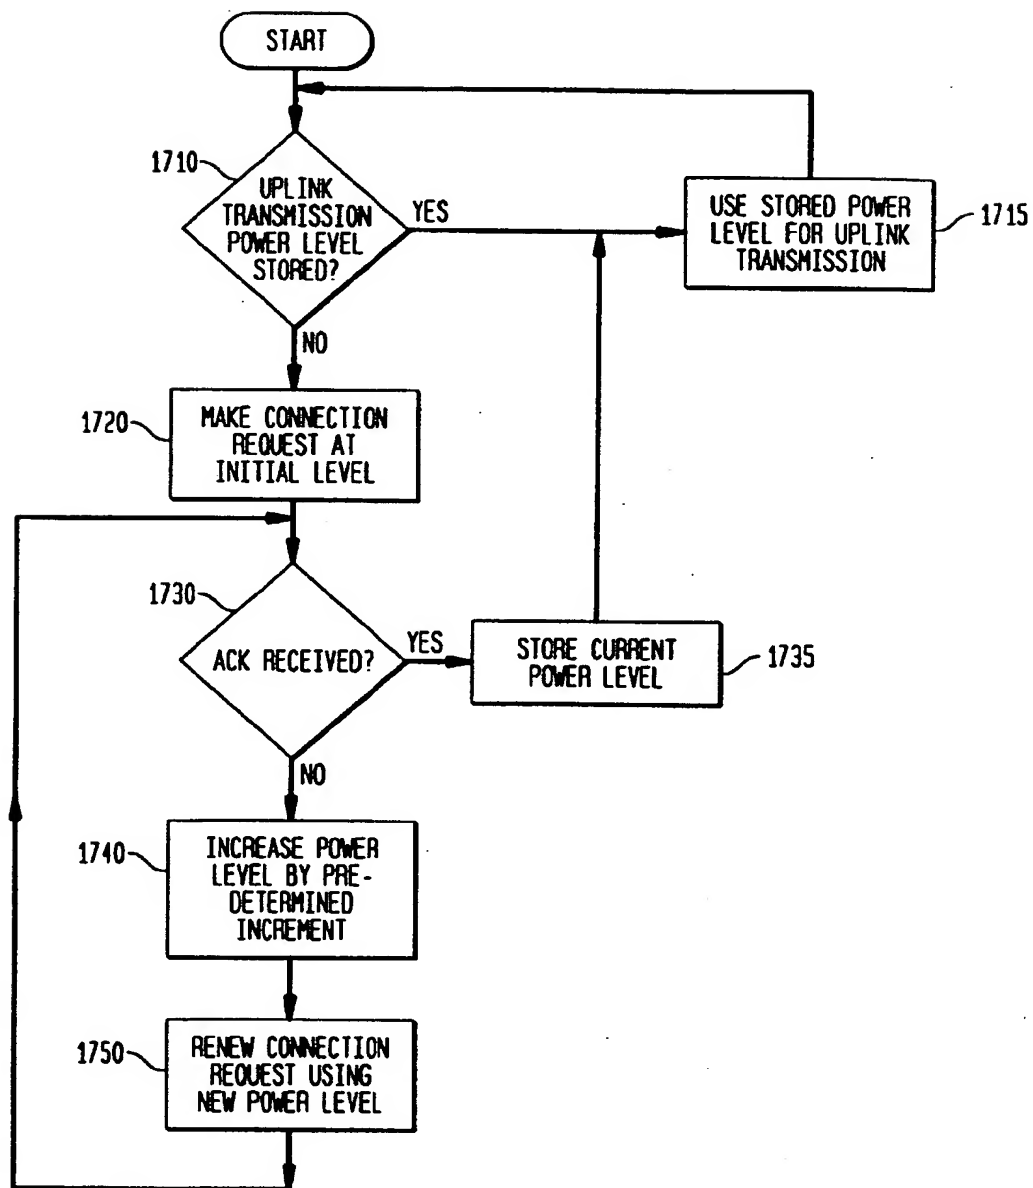 START
1710
UPLINK
TRANSMISSION
POWER LEVEL
STORED?
YES
USE STORED POWER
LEVEL FOR UPLINK
TRANSMISSION
1715
NO
1720
MAKE CONNECTION
REQUEST AT
INITIAL LEVEL
1730
ACK RECEIVED?
YES
STORE CURRENT
POWER LEVEL
1735
NO
1740
INCREASE POWER
LEVEL BY PRE-
DETERMINED
INCREMENT
1750
RENEW CONNECTION
REQUEST USING
NEW POWER LEVEL